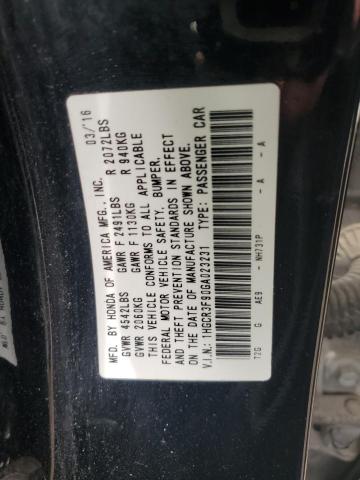 MFD. BY HONDA OF AMERICA MFG., INC. 03/16
GVWR 4542LBS GAWR F 2491LBS R 2072LBS
GVWR 2060KG GAWR F 1130KG R 940KG
THIS VEHICLE CONFORMS TO ALL APPLICABLE
FEDERAL MOTOR VEHICLE SAFETY, BUMPER,
AND THEFT PREVENTION STANDARDS IN EFFECT
ON THE DATE OF MANUFACTURE SHOWN ABOVE.
V.I.N.: 1HGCR3F90GA023231 TYPE: PASSENGER CAR
T2G G AE9 - NH731P - A - A